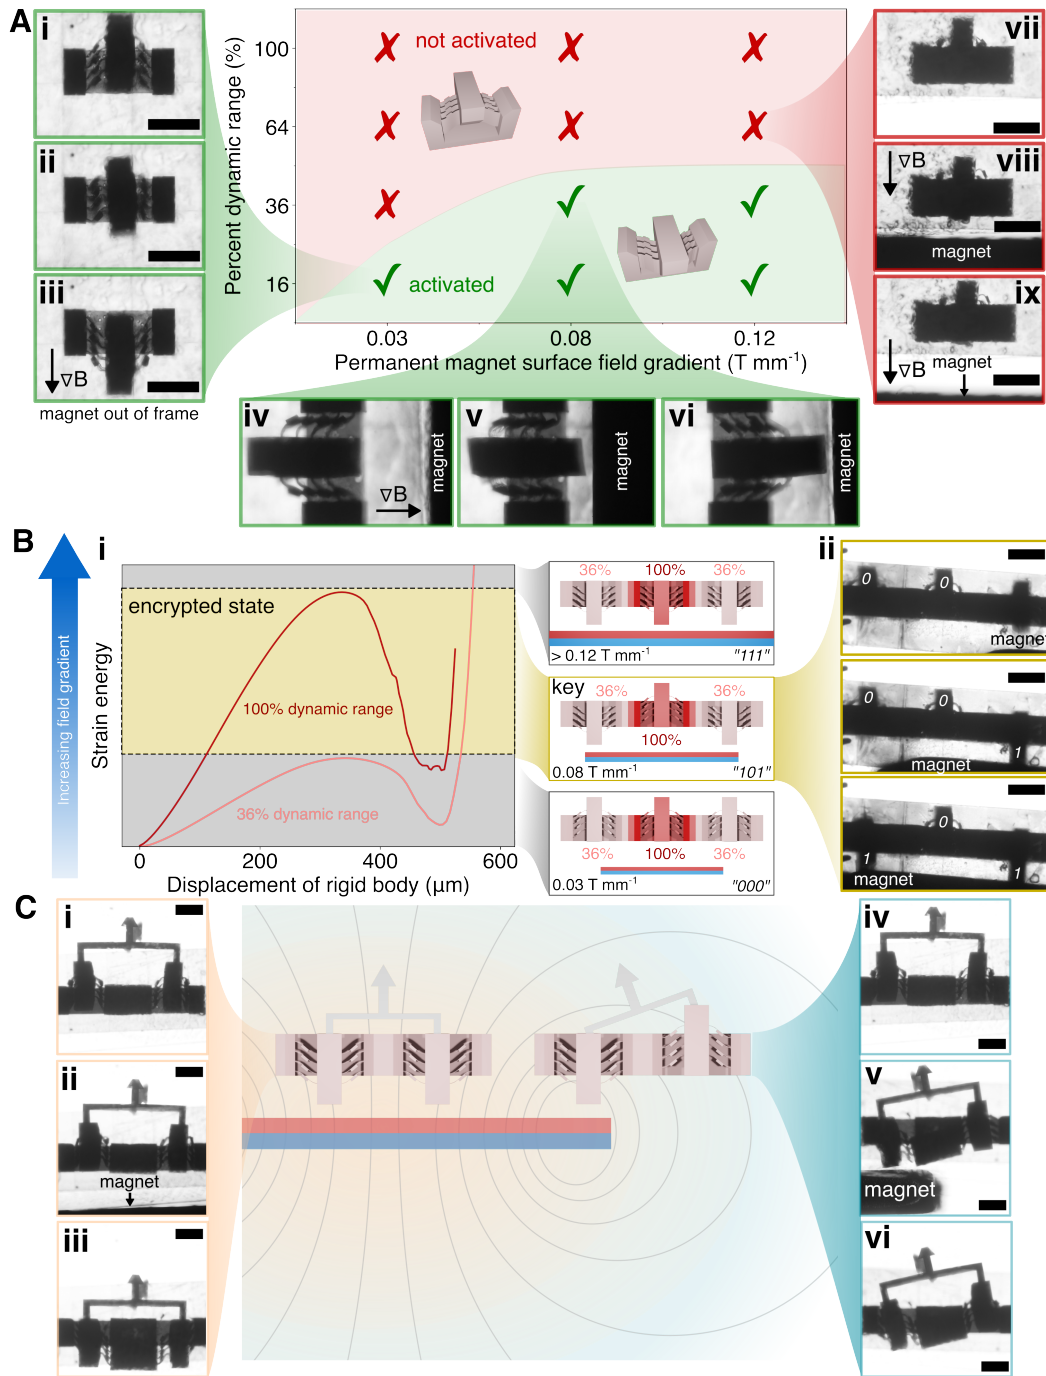 A
i
ii
iii
∇B
magnet out of frame
Percent dynamic range (%)
100
64
36
16
not activated
activated
0.03
0.08
0.12
Permanent magnet surface field gradient (T mm-1)
vii
viii
∇B
magnet
ix
magnet
∇B
iv
∇B
magnet
v
magnet
vi
magnet
B
Increasing field gradient
i
Strain energy
encrypted state
100% dynamic range
36% dynamic range
0
200
400
600
Displacement of rigid body (μm)
36%
100%
36%
> 0.12 T mm-1
"111"
key
36%
36%
100%
0.08 T mm-1
"101"
36%
100%
36%
0.03 T mm-1
"000"
ii
0
0
magnet
0
0
1
magnet
0
1
1
magnet
C
i
ii
magnet
iii
iv
v
magnet
vi